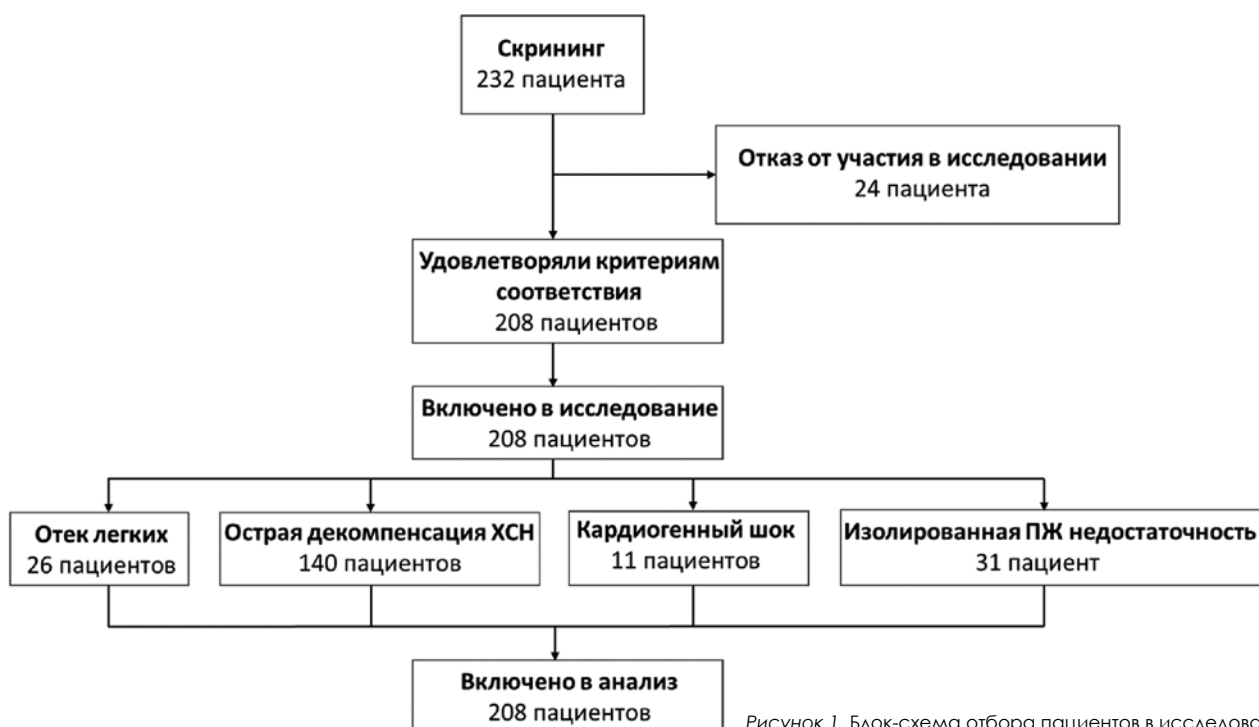 Скрининг
232 пациента
Отказ от участия в исследовании
24 пациента
Удовлетворяли критериям
соответствия
208 пациентов
Включено в исследование
208 пациентов
Отек легких
26 пациентов
Острая декомпенсация ХСН
140 пациентов
Кардиогенный шок
11 пациентов
Изолированная ПЖ недостаточность
31 пациент
Включено в анализ
208 пациентов
Рисунок 1. Блок-схема отбора пациентов в исследова